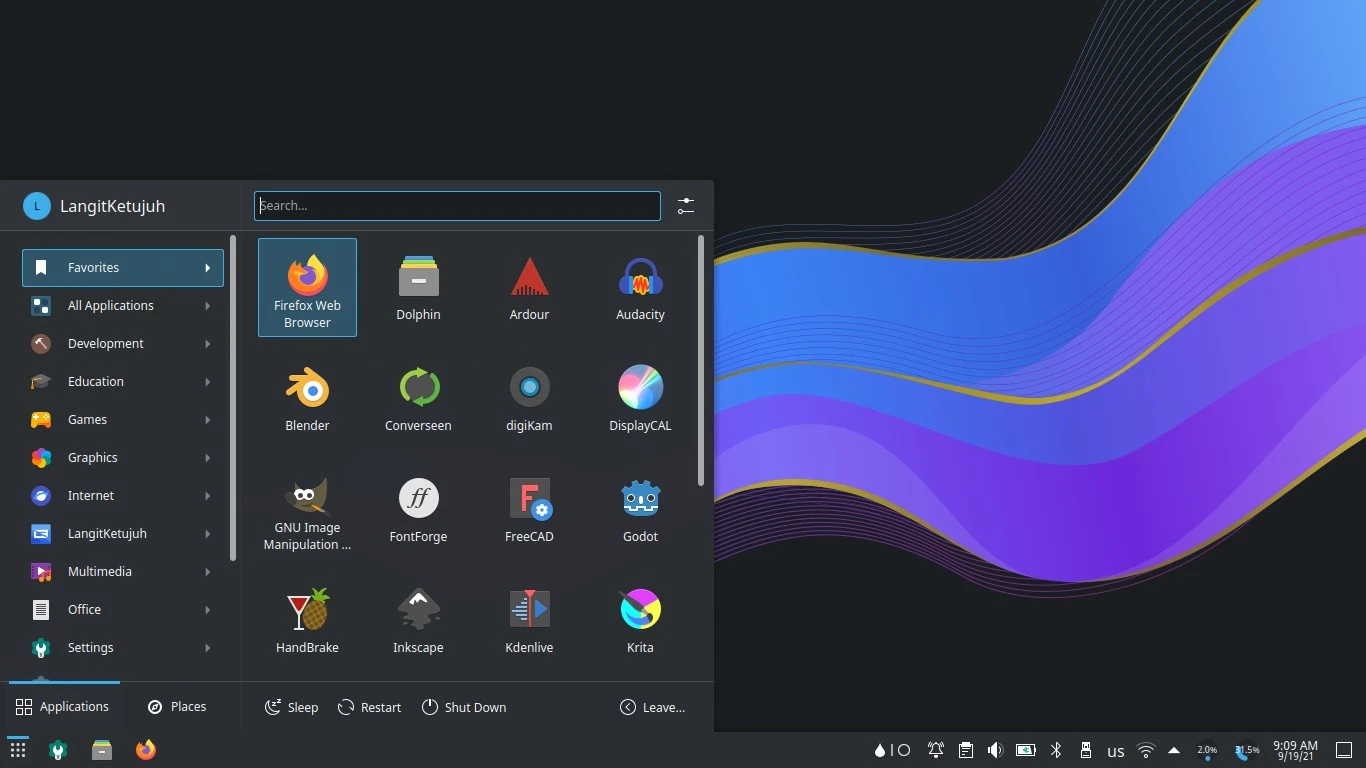 L
LangitKetujuh
Search...
Favorites
All Applications
Development
Education
Games
Graphics
Internet
LangitKetujuh
Multimedia
Office
Settings
Firefox Web
Browser
Dolphin
Ardour
Audacity
Blender
Converseen
digiKam
DisplayCAL
GNU Image
Manipulation ...
ff
FontForge
F
FreeCAD
Godot
HandBrake
Inkscape
Kdenlive
Krita
Applications
Places
Sleep
Restart
Shut Down
Leave...
us
2.0%
31.5%
9:09 AM
9/19/21